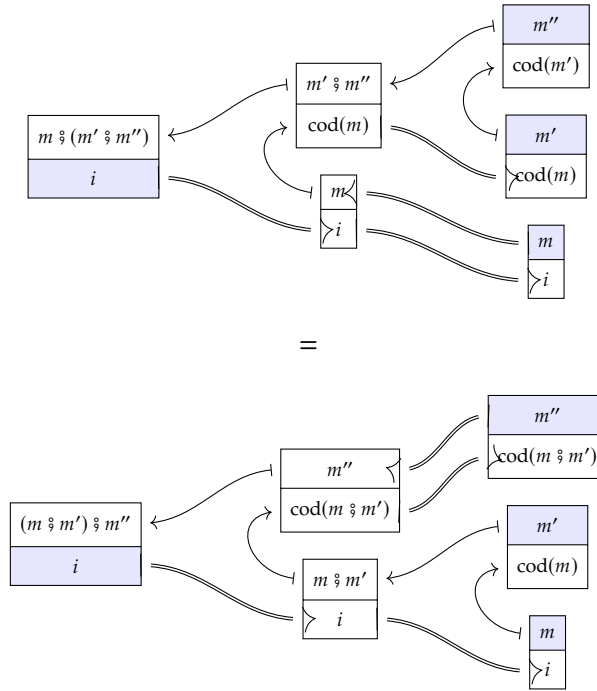 m″
cod(m′)
m′ ⨟ m″
cod(m)
m ⨟ (m′ ⨟ m″)
i
m′
cod(m)
m
i
m
i
=
m″
cod(m ⨟ m′)
m″
cod(m ⨟ m′)
(m ⨟ m′) ⨟ m″
i
m′
cod(m)
m ⨟ m′
i
m
i